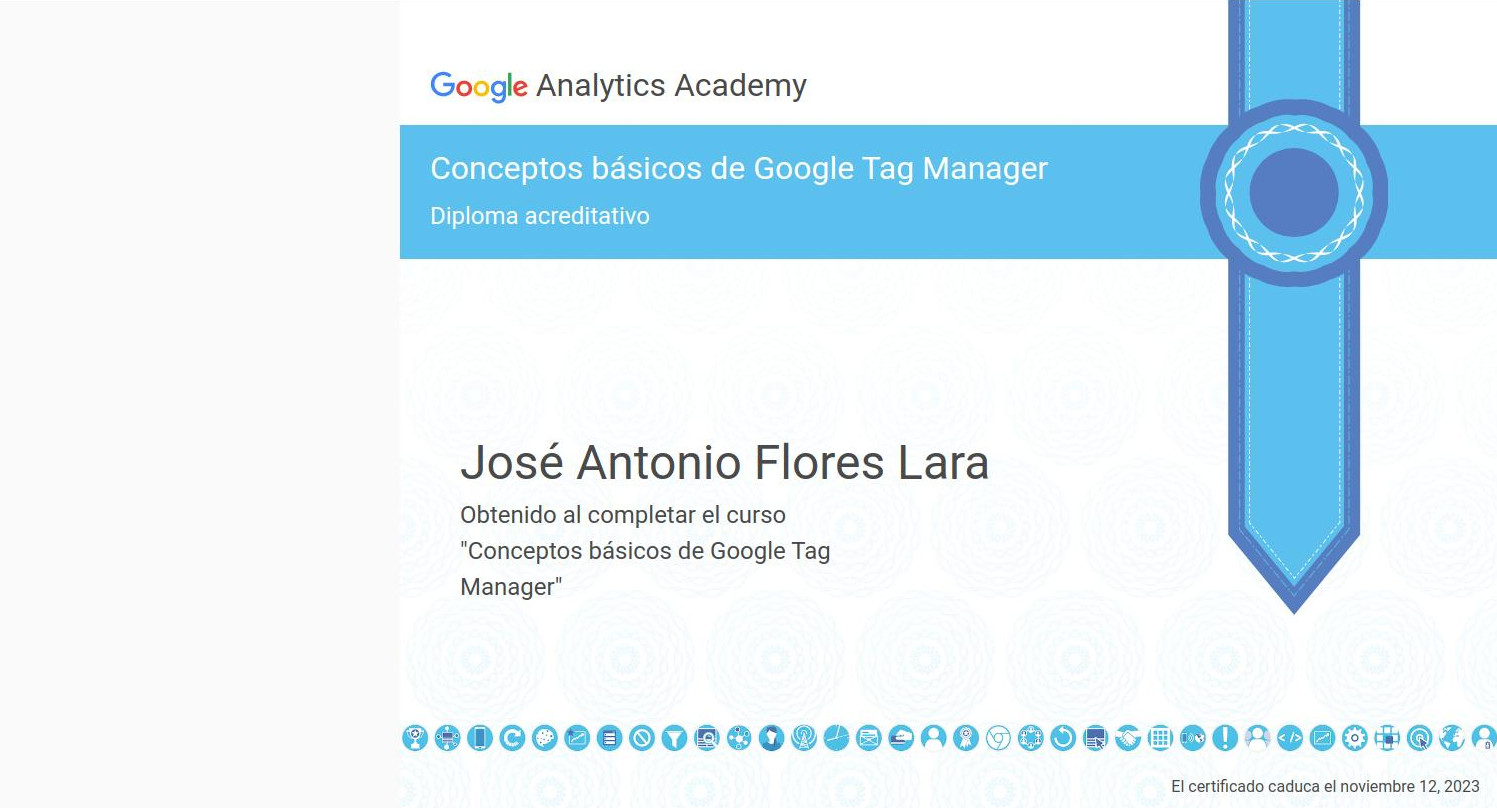 Google Analytics Academy
Conceptos básicos de Google Tag Manager
Diploma acreditativo
José Antonio Flores Lara
Obtenido al completar el curso
"Conceptos básicos de Google Tag
Manager"
El certificado caduca el noviembre 12, 2023